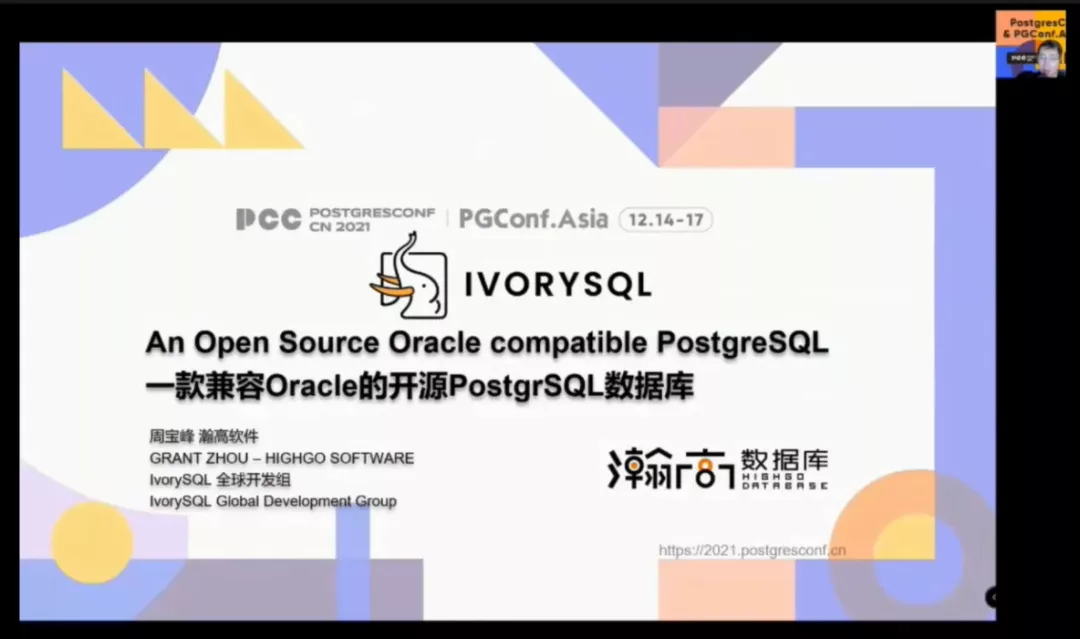 PostgresC
& PGConf.A
PCC POSTGRESCONF CN 2021 | PGConf.Asia 12.14-17
IVORYSQL
An Open Source Oracle compatible PostgreSQL
一款兼容Oracle的开源PostgrSQL数据库
周宝峰 瀚高软件
GRANT ZHOU – HIGHGO SOFTWARE
IvorySQL 全球开发组
IvorySQL Global Development Group
瀚高 数据库
HIGHGO
DATABASE
https://2021.postgresconf.cn